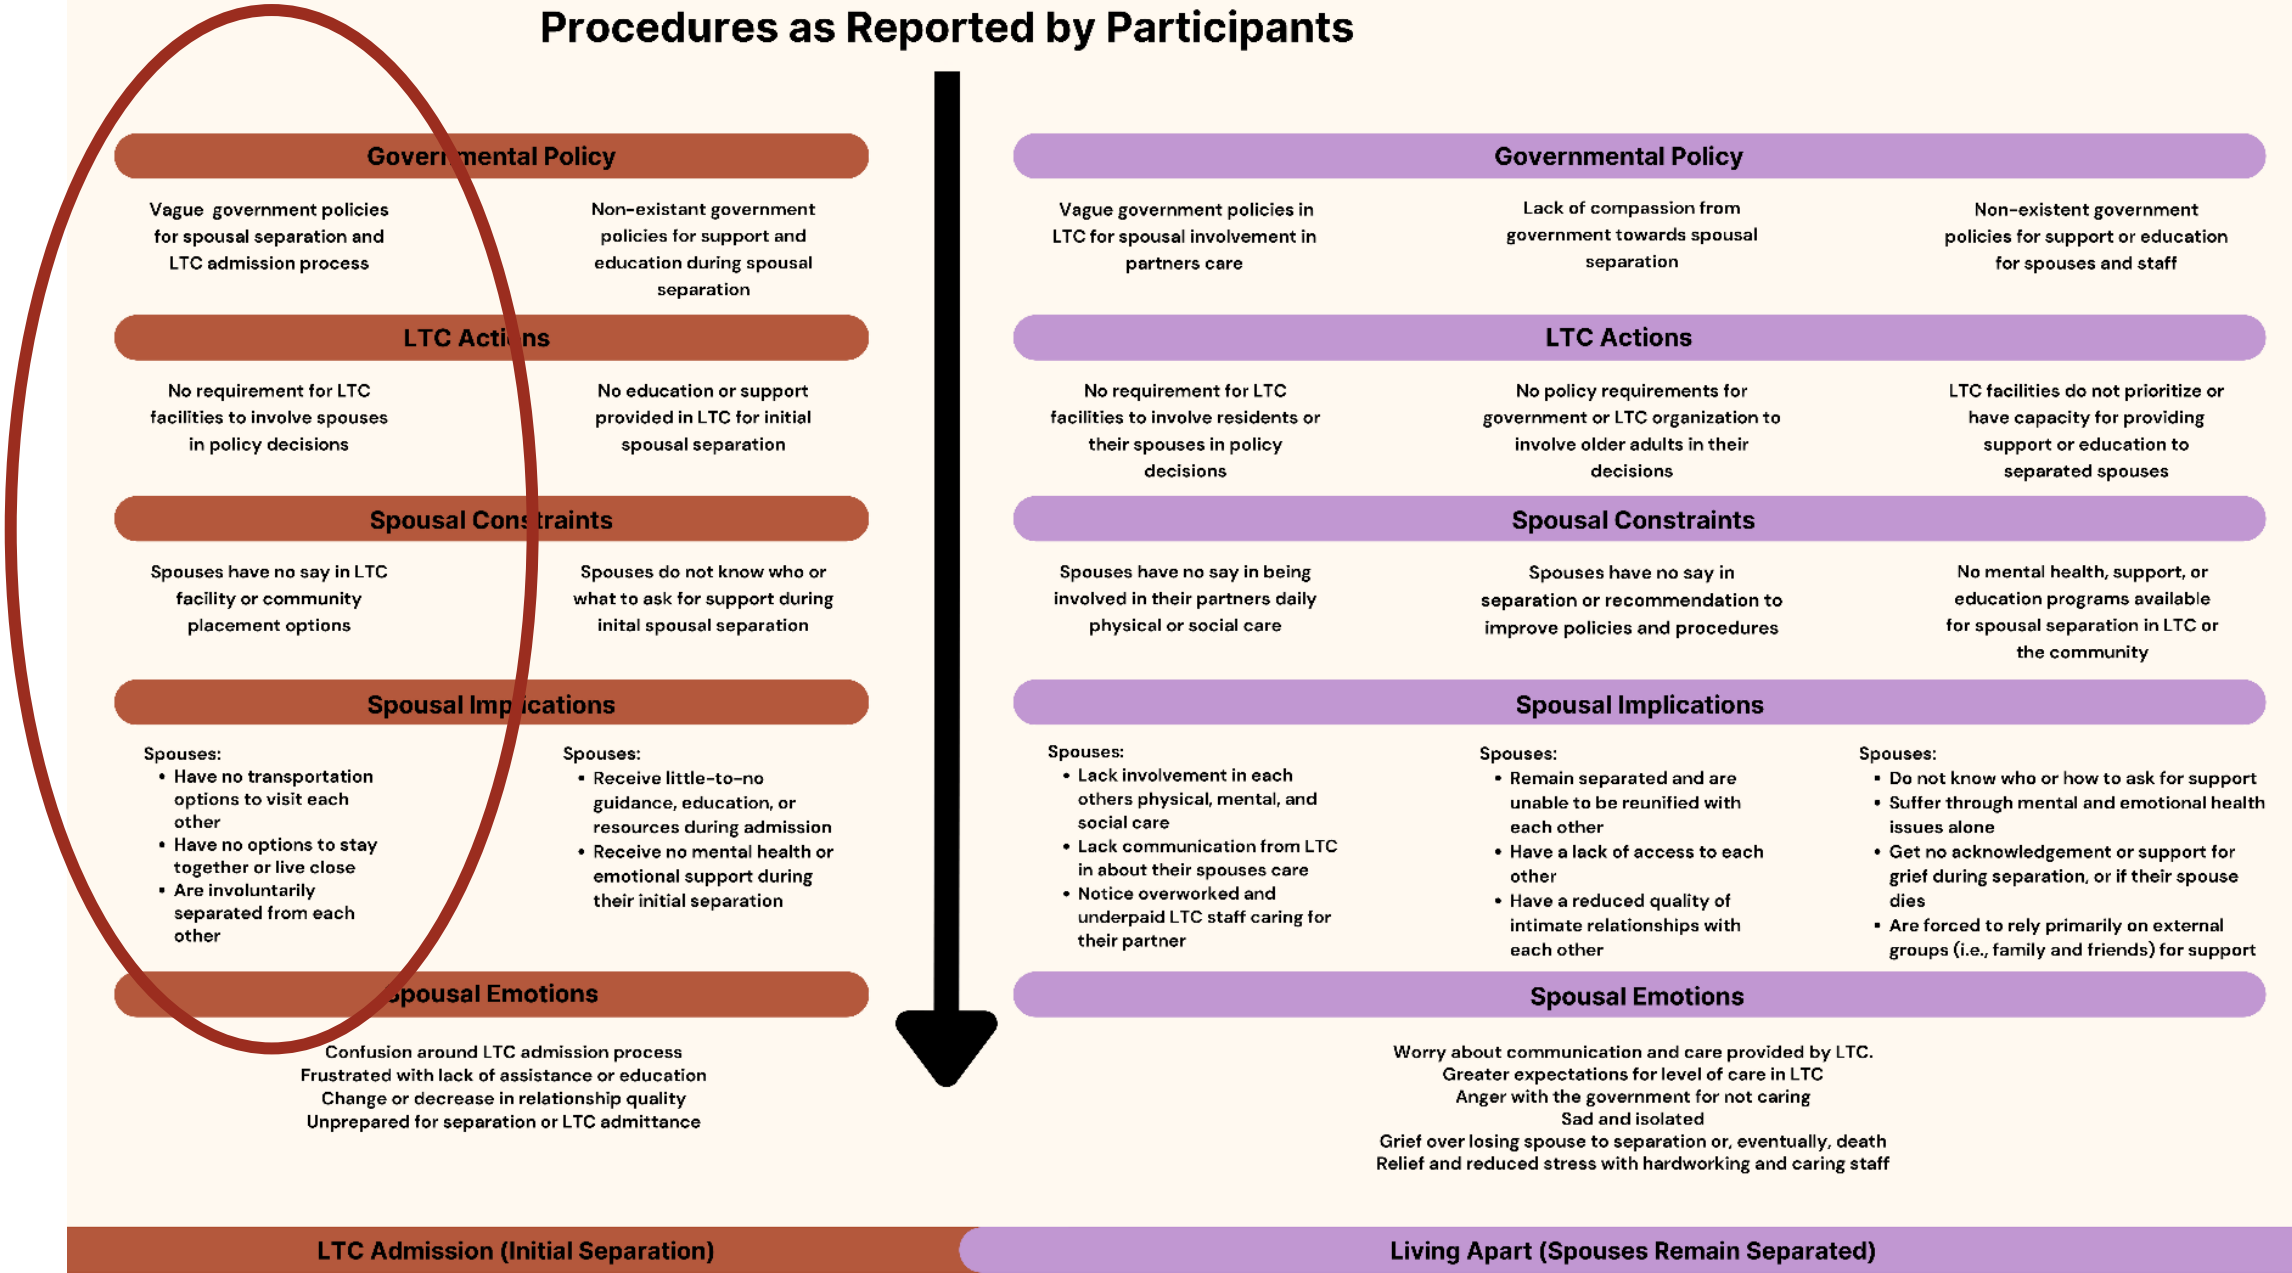 Procedures as Reported by Participants
Governmental Policy
Vague government policies
for spousal separation and
LTC admission process
Non-existant government
policies for support and
education during spousal
separation
LTC Actions
No requirement for LTC
facilities to involve spouses
in policy decisions
No education or support
provided in LTC for initial
spousal separation
Spousal Constraints
Spouses have no say in LTC
facility or community
placement options
Spouses do not know who or
what to ask for support during
inital spousal separation
Spousal Implications
Spouses:
• Have no transportation
options to visit each
other
• Have no options to stay
together or live close
• Are involuntarily
separated from each
other
Spouses:
• Receive little-to-no
guidance, education, or
resources during admission
• Receive no mental health or
emotional support during
their initial separation
Spousal Emotions
Confusion around LTC admission process
Frustrated with lack of assistance or education
Change or decrease in relationship quality
Unprepared for separation or LTC admittance
LTC Admission (Initial Separation)
Governmental Policy
Vague government policies in
LTC for spousal involvement in
partners care
Lack of compassion from
government towards spousal
separation
Non-existent government
policies for support or education
for spouses and staff
LTC Actions
No requirement for LTC
facilities to involve residents or
their spouses in policy
decisions
No policy requirements for
government or LTC organization to
involve older adults in their
decisions
LTC facilities do not prioritize or
have capacity for providing
support or education to
separated spouses
Spousal Constraints
Spouses have no say in being
involved in their partners daily
physical or social care
Spouses have no say in
separation or recommendation to
improve policies and procedures
No mental health, support, or
education programs available
for spousal separation in LTC or
the community
Spousal Implications
Spouses:
• Lack involvement in each
others physical, mental, and
social care
• Lack communication from LTC
in about their spouses care
• Notice overworked and
underpaid LTC staff caring for
their partner
Spouses:
• Remain separated and are
unable to be reunified with
each other
• Have a lack of access to each
other
• Have a reduced quality of
intimate relationships with
each other
Spouses:
• Do not know who or how to ask for support
• Suffer through mental and emotional health
issues alone
• Get no acknowledgement or support for
grief during separation, or if their spouse
dies
• Are forced to rely primarily on external
groups (i.e., family and friends) for support
Spousal Emotions
Worry about communication and care provided by LTC.
Greater expectations for level of care in LTC
Anger with the government for not caring
Sad and isolated
Grief over losing spouse to separation or, eventually, death
Relief and reduced stress with hardworking and caring staff
Living Apart (Spouses Remain Separated)